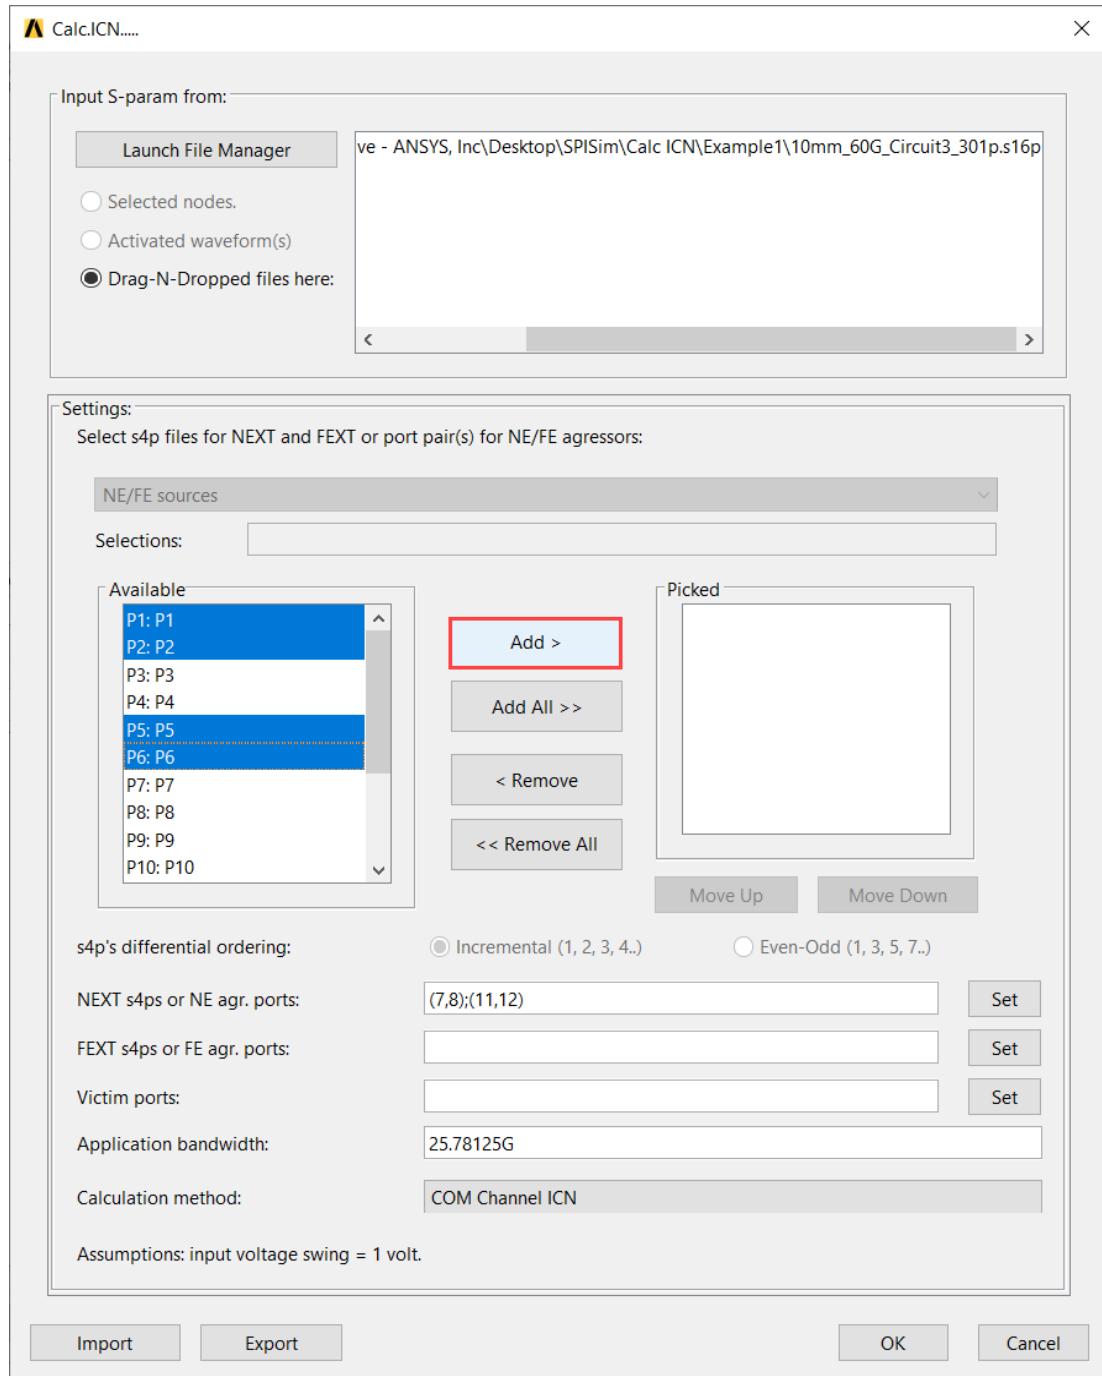 Calc.ICN.....
Input S-param from:
Launch File Manager
ve - ANSYS, Inc\Desktop\SPISim\Calc ICN\Example1\10mm_60G_Circuit3_301p.s16p
Selected nodes.
Activated waveform(s)
Drag-N-Dropped files here:
Settings:
Select s4p files for NEXT and FEXT or port pair(s) for NE/FE agressors:
NE/FE sources
Selections:
Available
Picked
P1: P1
P2: P2
P3: P3
P4: P4
P5: P5
P6: P6
P7: P7
P8: P8
P9: P9
P10: P10
Add >
Add All >>
< Remove
<< Remove All
Move Up
Move Down
s4p's differential ordering:
Incremental (1, 2, 3, 4..)
Even-Odd (1, 3, 5, 7..)
NEXT s4ps or NE agr. ports:
(7,8);(11,12)
Set
FEXT s4ps or FE agr. ports:
Set
Victim ports:
Set
Application bandwidth:
25.78125G
Calculation method:
COM Channel ICN
Assumptions: input voltage swing = 1 volt.
Import
Export
OK
Cancel